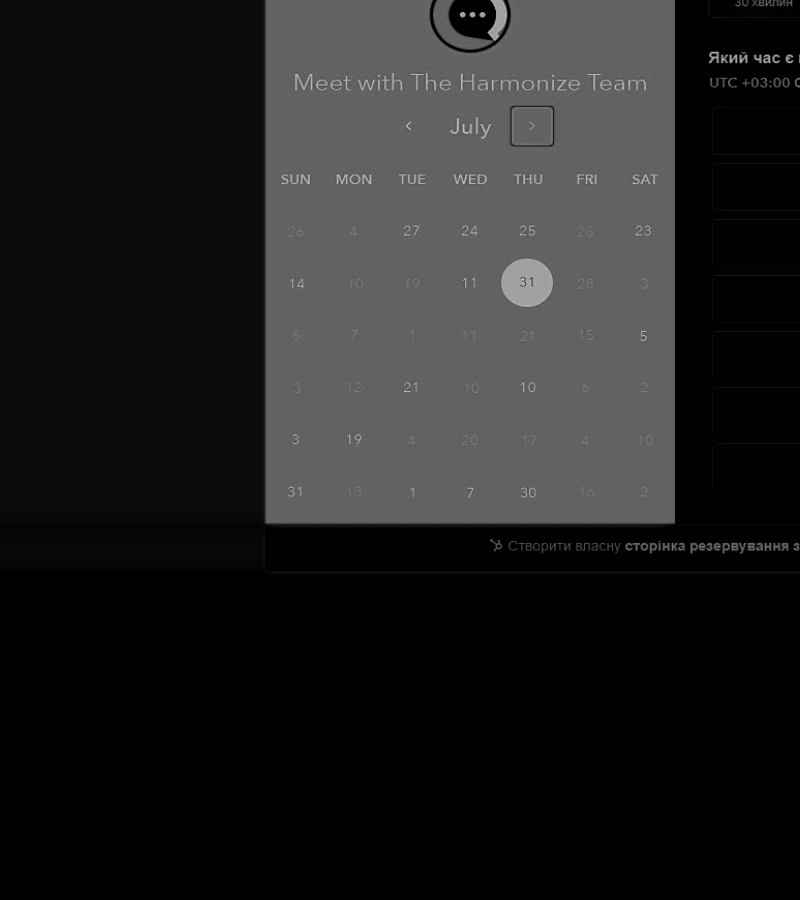 30 хвилин
Meet with The Harmonize Team
Який час є
UTC +03:00
July
SUN MON TUE WED THU FRI SAT
26 4 27 24 25 28 23
14 10 19 11 31 28 3
6 7 1 11 21 15 5
3 12 21 10 10 6 2
3 19 4 20 17 4 10
31 13 1 7 30 16 2
Створити власну сторінка резервування з